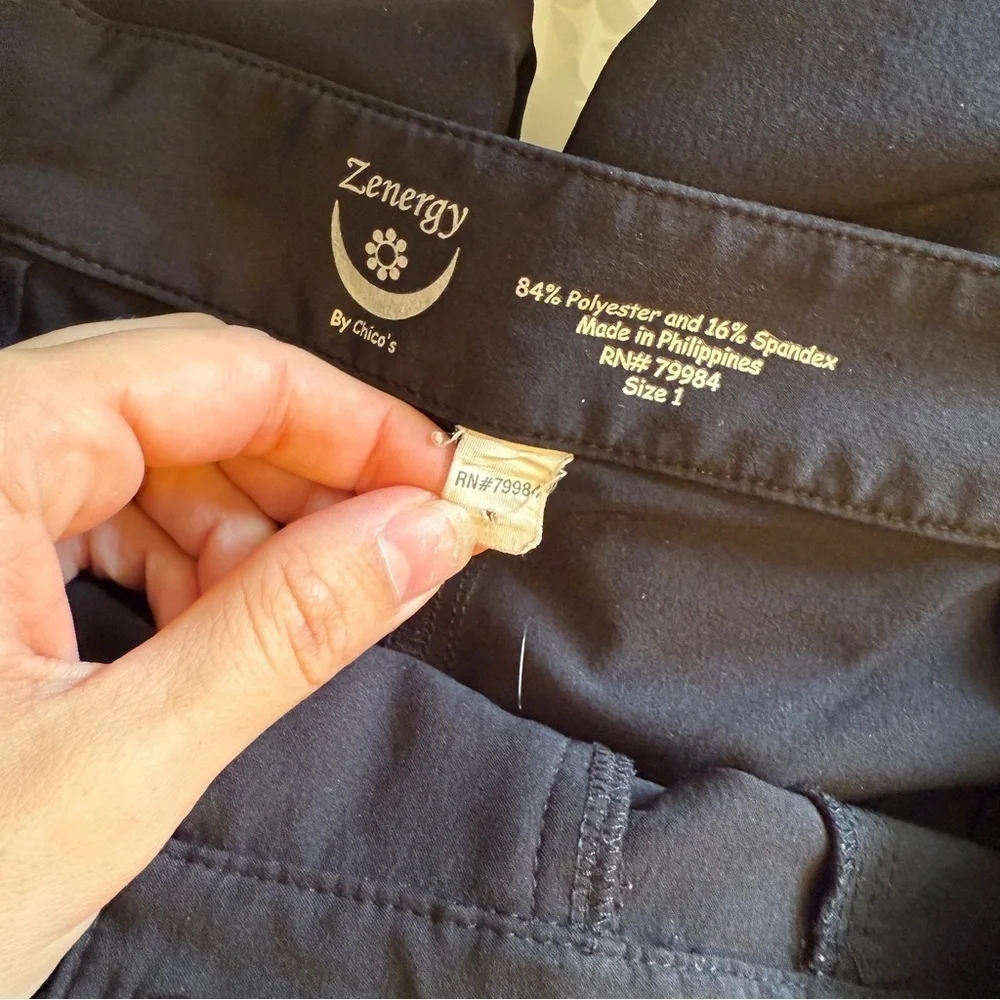 Zenergy
By Chico's
84% Polyester and 16% Spandex
Made in Philippines
RN# 79984
Size 1
RN#79984